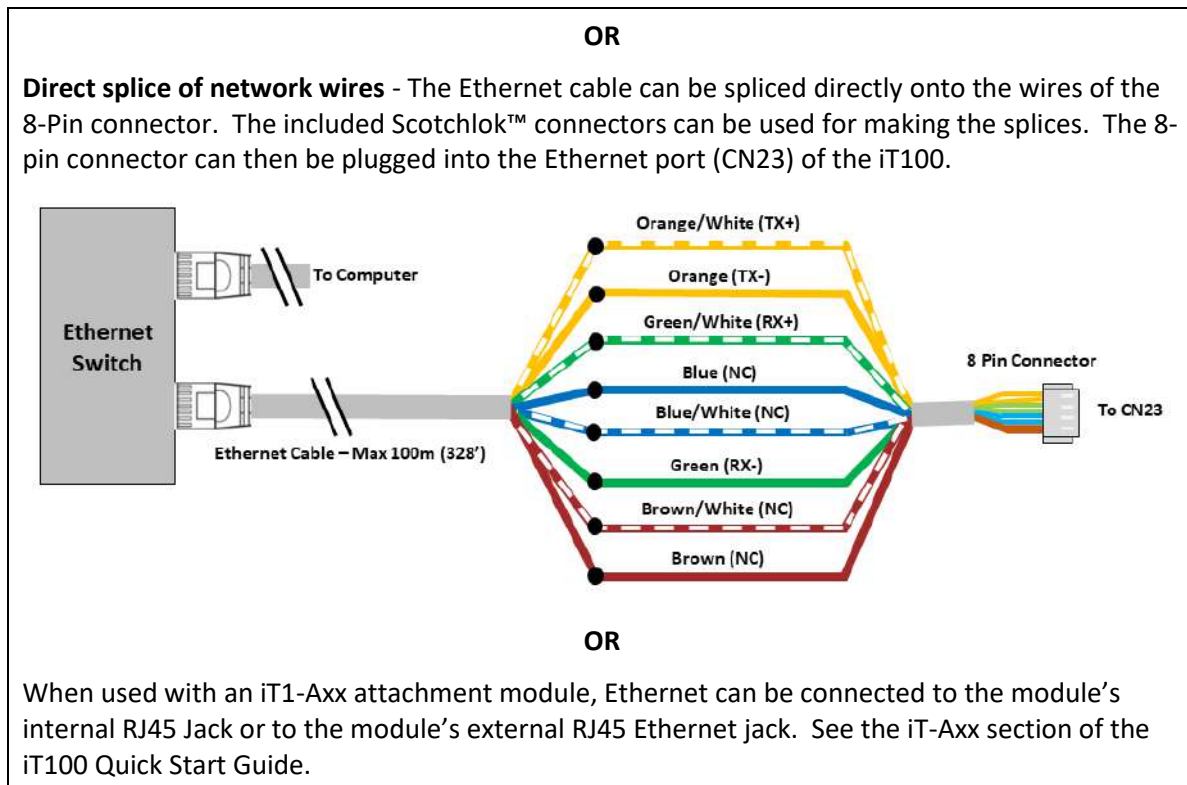 OR
Direct splice of network wires - The Ethernet cable can be spliced directly onto the wires of the
8-Pin connector.  The included Scotchlok™ connectors can be used for making the splices.  The 8-
pin connector can then be plugged into the Ethernet port (CN23) of the iT100.
Orange/White (TX+)
To Computer
Orange (TX-)
Ethernet
Switch
Green/White (RX+)
8 Pin Connector
Blue (NC)
To CN23
Blue/White (NC)
Ethernet Cable – Max 100m (328’)
Green (RX-)
Brown/White (NC)
Brown (NC)
OR
When used with an iT1-Axx attachment module, Ethernet can be connected to the module’s
internal RJ45 Jack or to the module’s external RJ45 Ethernet jack.  See the iT-Axx section of the
iT100 Quick Start Guide.